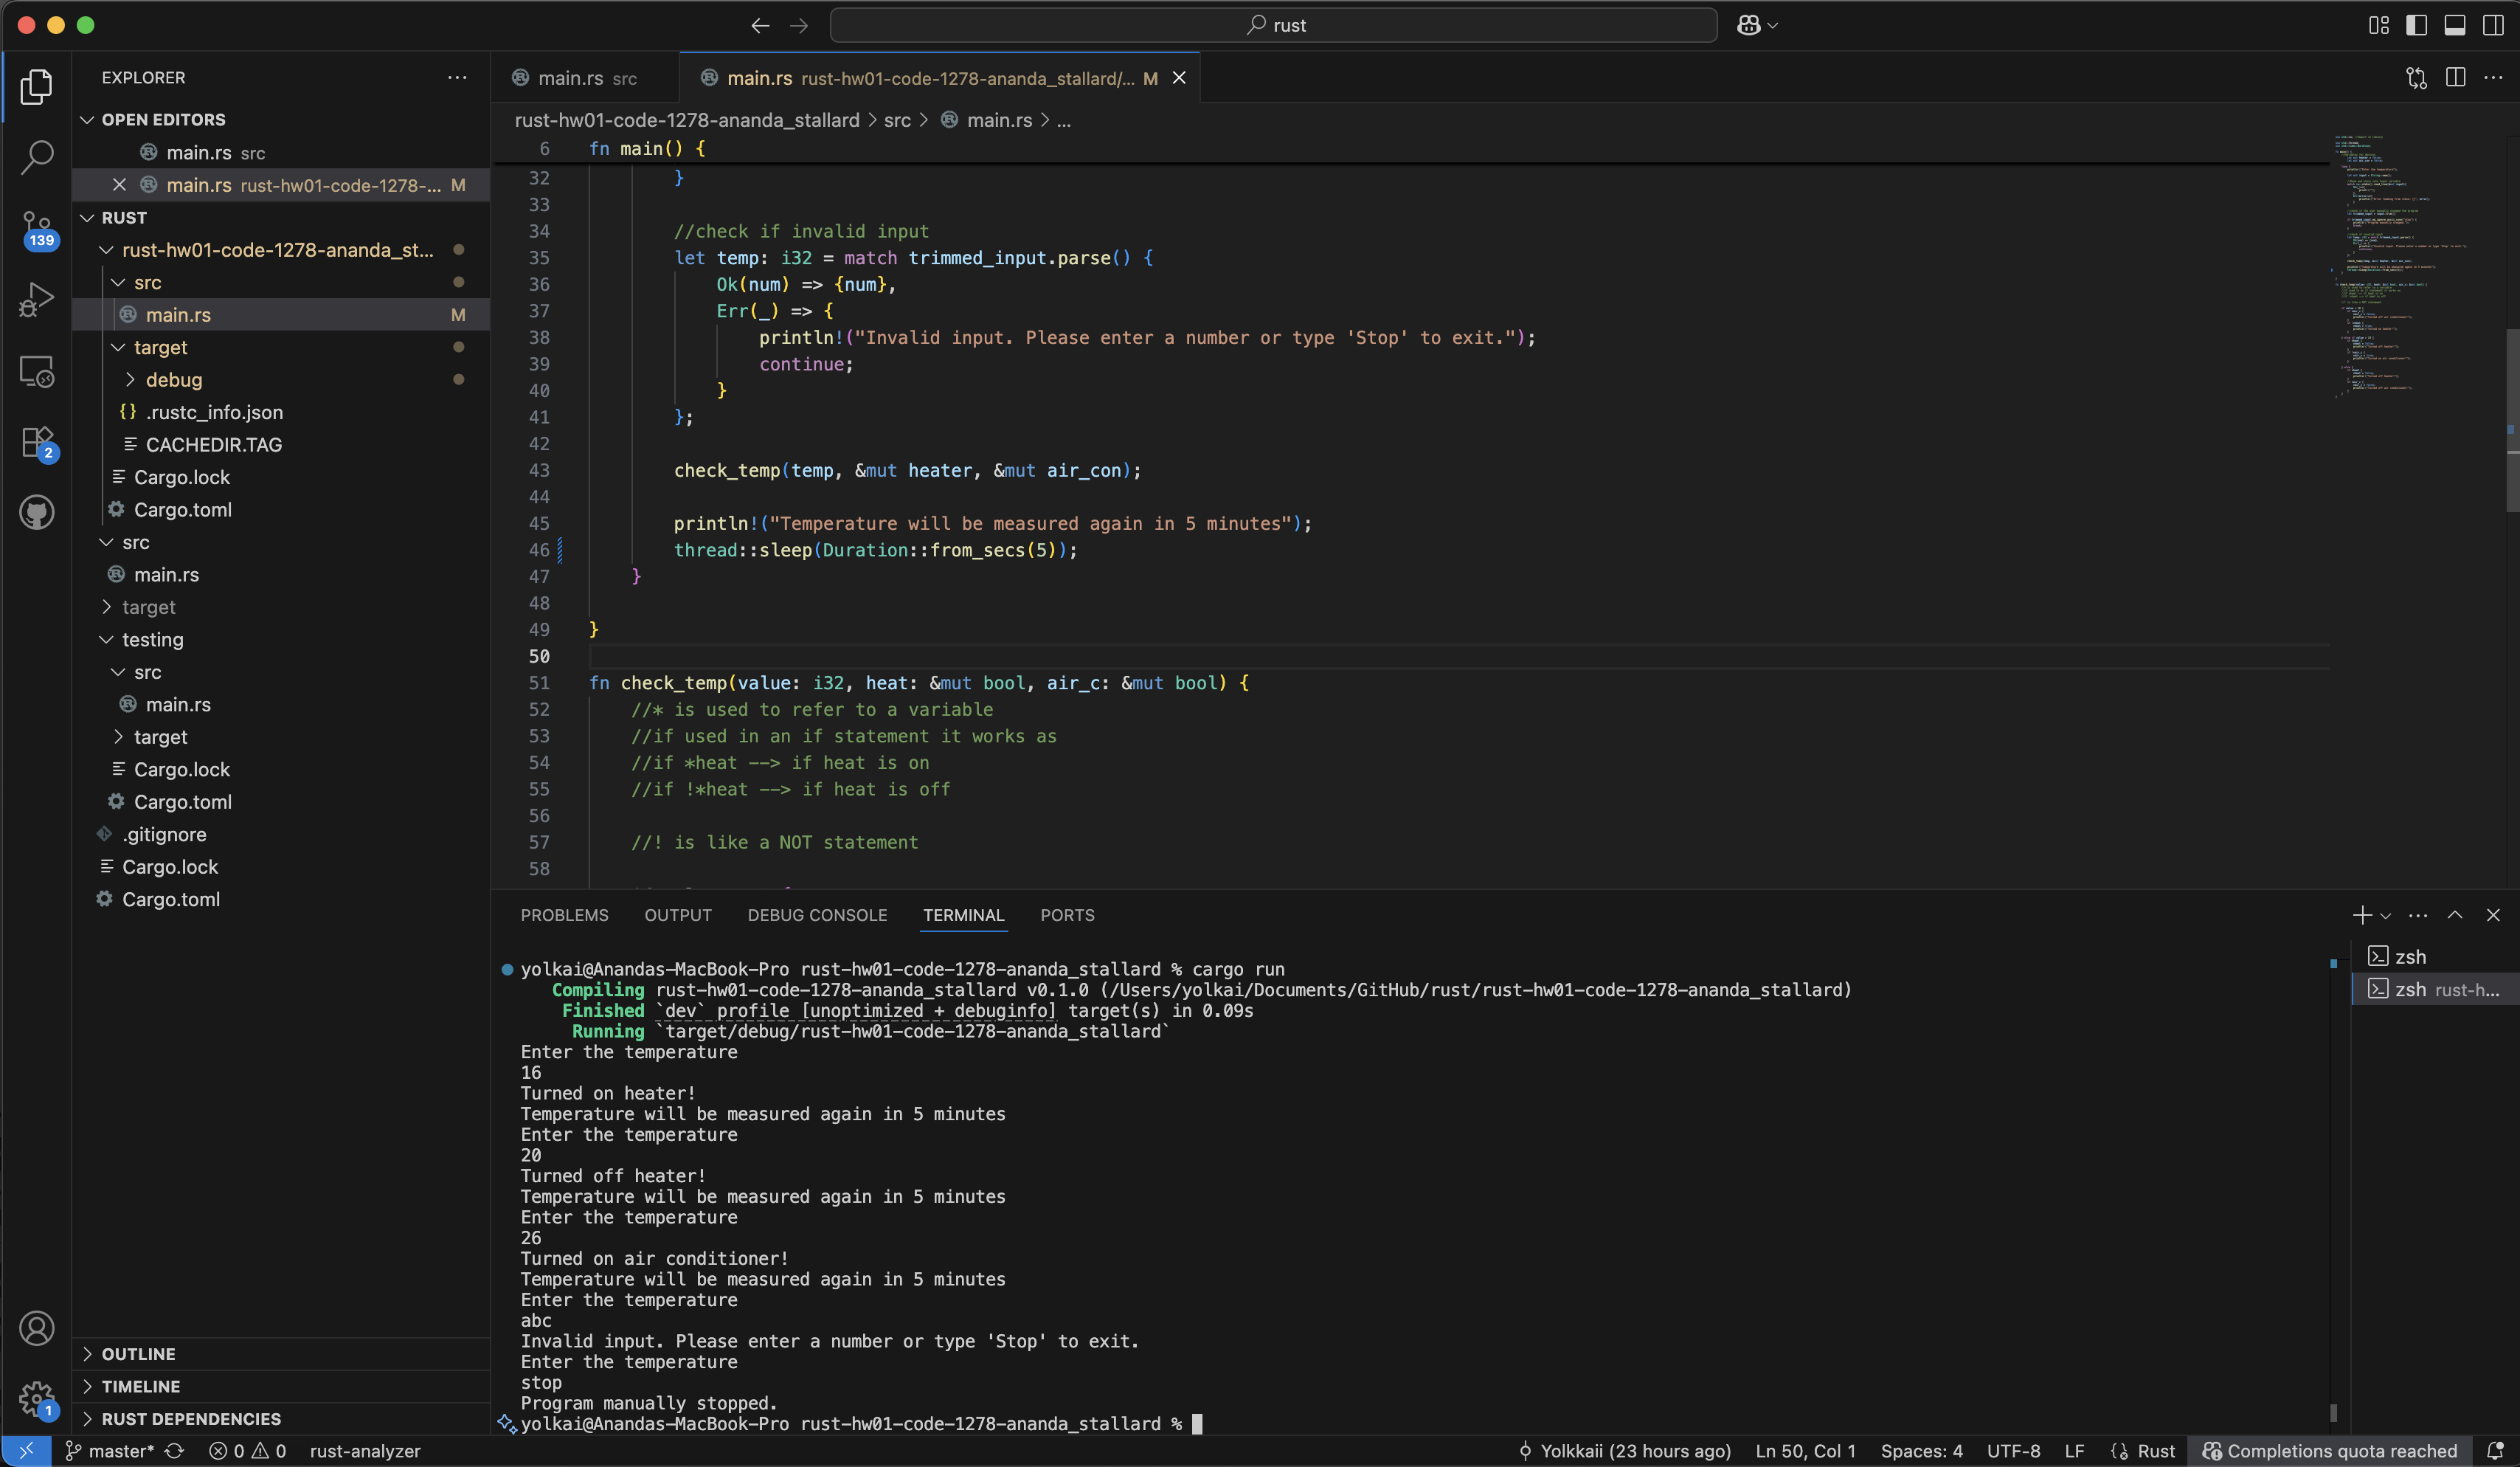 rust
EXPLORER
OPEN EDITORS
main.rs src
main.rs rust-hw01-code-1278-... M
RUST
rust-hw01-code-1278-ananda_st...
src
main.rs M
target
debug
{} .rustc_info.json
CACHEDIR.TAG
Cargo.lock
Cargo.toml
src
main.rs
target
testing
src
main.rs
target
Cargo.lock
Cargo.toml
.gitignore
Cargo.lock
Cargo.toml
OUTLINE
TIMELINE
RUST DEPENDENCIES
139
2
1
main.rs src
main.rs rust-hw01-code-1278-ananda_stallard/... M
rust-hw01-code-1278-ananda_stallard > src > main.rs > ...
6 fn main() {
32 }
33
34 //check if invalid input
35 let temp: i32 = match trimmed_input.parse() {
36 Ok(num) => {num},
37 Err(_) => {
38 println!("Invalid input. Please enter a number or type 'Stop' to exit.");
39 continue;
40 }
41 };
42
43 check_temp(temp, &mut heater, &mut air_con);
44
45 println!("Temperature will be measured again in 5 minutes");
46 thread::sleep(Duration::from_secs(5));
47 }
48
49 }
50
51 fn check_temp(value: i32, heat: &mut bool, air_c: &mut bool) {
52 //* is used to refer to a variable
53 //if used in an if statement it works as
54 //if *heat --> if heat is on
55 //if !*heat --> if heat is off
56
57 //! is like a NOT statement
58
PROBLEMS OUTPUT DEBUG CONSOLE TERMINAL PORTS
yolkai@Anandas-MacBook-Pro rust-hw01-code-1278-ananda_stallard % cargo run
Compiling rust-hw01-code-1278-ananda_stallard v0.1.0 (/Users/yolkai/Documents/GitHub/rust/rust-hw01-code-1278-ananda_stallard)
Finished `dev` profile [unoptimized + debuginfo] target(s) in 0.09s
Running `target/debug/rust-hw01-code-1278-ananda_stallard`
Enter the temperature
16
Turned on heater!
Temperature will be measured again in 5 minutes
Enter the temperature
20
Turned off heater!
Temperature will be measured again in 5 minutes
Enter the temperature
26
Turned on air conditioner!
Temperature will be measured again in 5 minutes
Enter the temperature
abc
Invalid input. Please enter a number or type 'Stop' to exit.
Enter the temperature
stop
Program manually stopped.
yolkai@Anandas-MacBook-Pro rust-hw01-code-1278-ananda_stallard %
zsh
zsh rust-h...
master* 0 0 rust-analyzer Yolkkaii (23 hours ago) Ln 50, Col 1 Spaces: 4 UTF-8 LF Rust Completions quota reached